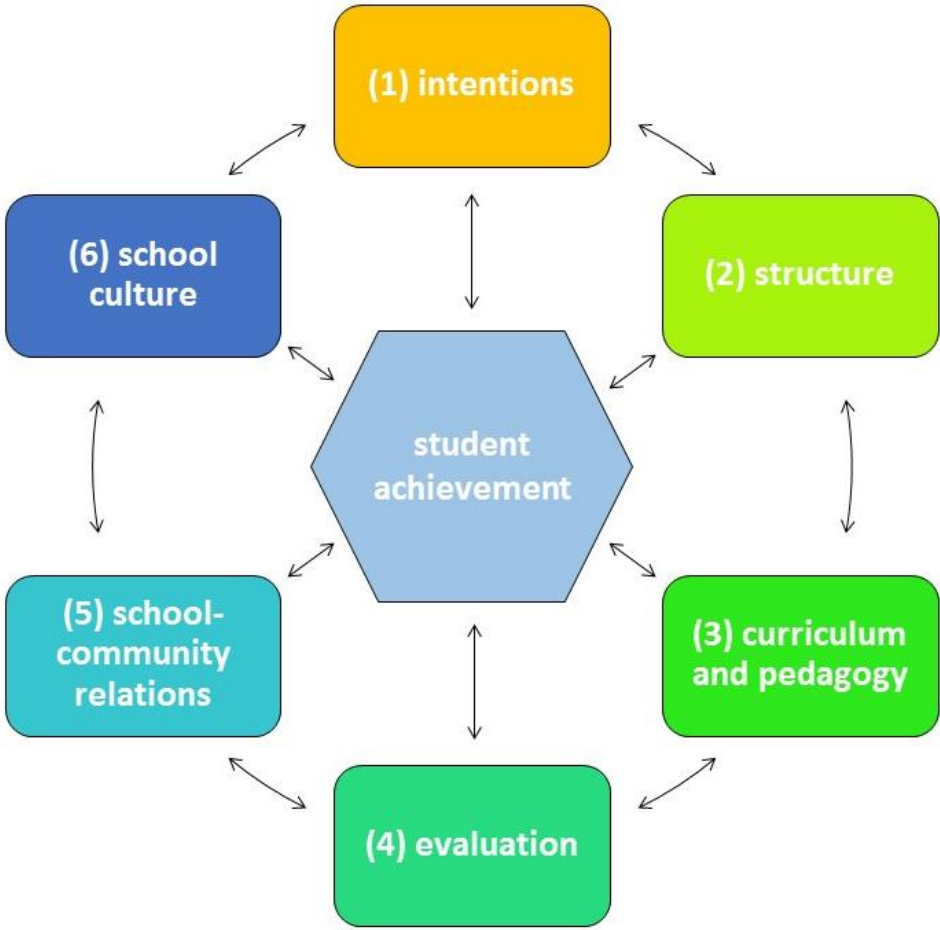 (1) intentions
(6) school
culture
(2) structure
student
achievement
(5) school-
community
relations
(3) curriculum
and pedagogy
(4) evaluation